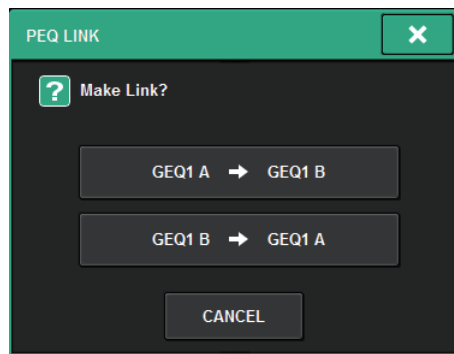 PEQ LINK
Make Link?
GEQ1 A → GEQ1 B
GEQ1 B → GEQ1 A
CANCEL